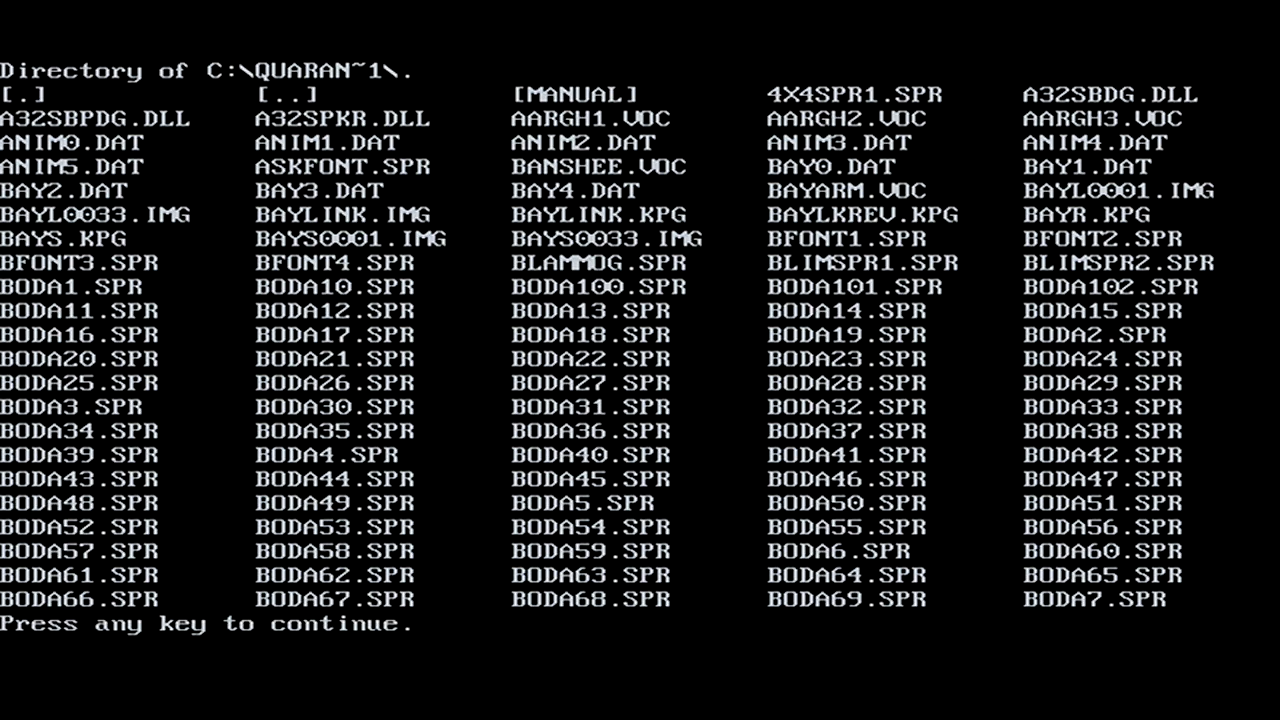 Directory of C:\QUARAN~1\.
[.] [..] [MANUAL] 4X4SPR1.SPR A32SBDG.DLL
A32SBPDG.DLL A32SPKR.DLL AARGH1.VOC AARGH2.VOC AARGH3.VOC
ANIM0.DAT ANIM1.DAT ANIM2.DAT ANIM3.DAT ANIM4.DAT
ANIM5.DAT ASKFONT.SPR BANSHEE.VOC BAY0.DAT BAY1.DAT
BAY2.DAT BAY3.DAT BAY4.DAT BAYARM.VOC BAYL0001.IMG
BAYL0033.IMG BAYLINK.IMG BAYLINK.KPG BAYLKREV.KPG BAYR.KPG
BAYS.KPG BAYS0001.IMG BAYS0033.IMG BFONT1.SPR BFONT2.SPR
BFONT3.SPR BFONT4.SPR BLAMMOG.SPR BLIMSPR1.SPR BLIMSPR2.SPR
BODA1.SPR BODA10.SPR BODA100.SPR BODA101.SPR BODA102.SPR
BODA11.SPR BODA12.SPR BODA13.SPR BODA14.SPR BODA15.SPR
BODA16.SPR BODA17.SPR BODA18.SPR BODA19.SPR BODA2.SPR
BODA20.SPR BODA21.SPR BODA22.SPR BODA23.SPR BODA24.SPR
BODA25.SPR BODA26.SPR BODA27.SPR BODA28.SPR BODA29.SPR
BODA3.SPR BODA30.SPR BODA31.SPR BODA32.SPR BODA33.SPR
BODA34.SPR BODA35.SPR BODA36.SPR BODA37.SPR BODA38.SPR
BODA39.SPR BODA4.SPR BODA40.SPR BODA41.SPR BODA42.SPR
BODA43.SPR BODA44.SPR BODA45.SPR BODA46.SPR BODA47.SPR
BODA48.SPR BODA49.SPR BODA5.SPR BODA50.SPR BODA51.SPR
BODA52.SPR BODA53.SPR BODA54.SPR BODA55.SPR BODA56.SPR
BODA57.SPR BODA58.SPR BODA59.SPR BODA6.SPR BODA60.SPR
BODA61.SPR BODA62.SPR BODA63.SPR BODA64.SPR BODA65.SPR
BODA66.SPR BODA67.SPR BODA68.SPR BODA69.SPR BODA7.SPR
Press any key to continue.